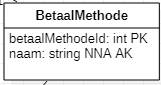 BetaalMethode
betaalMethodeId: int PK
naam: string NNA AK